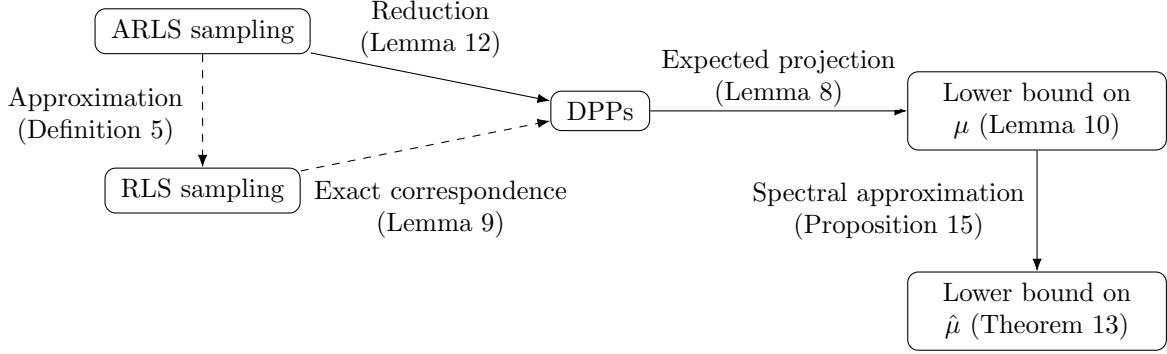 ARLS sampling
Reduction
(Lemma 12)
Approximation
(Definition 5)
RLS sampling
Exact correspondence
(Lemma 9)
DPPs
Expected projection
(Lemma 8)
Lower bound on
μ (Lemma 10)
Spectral approximation
(Proposition 15)
Lower bound on
μ̂ (Theorem 13)